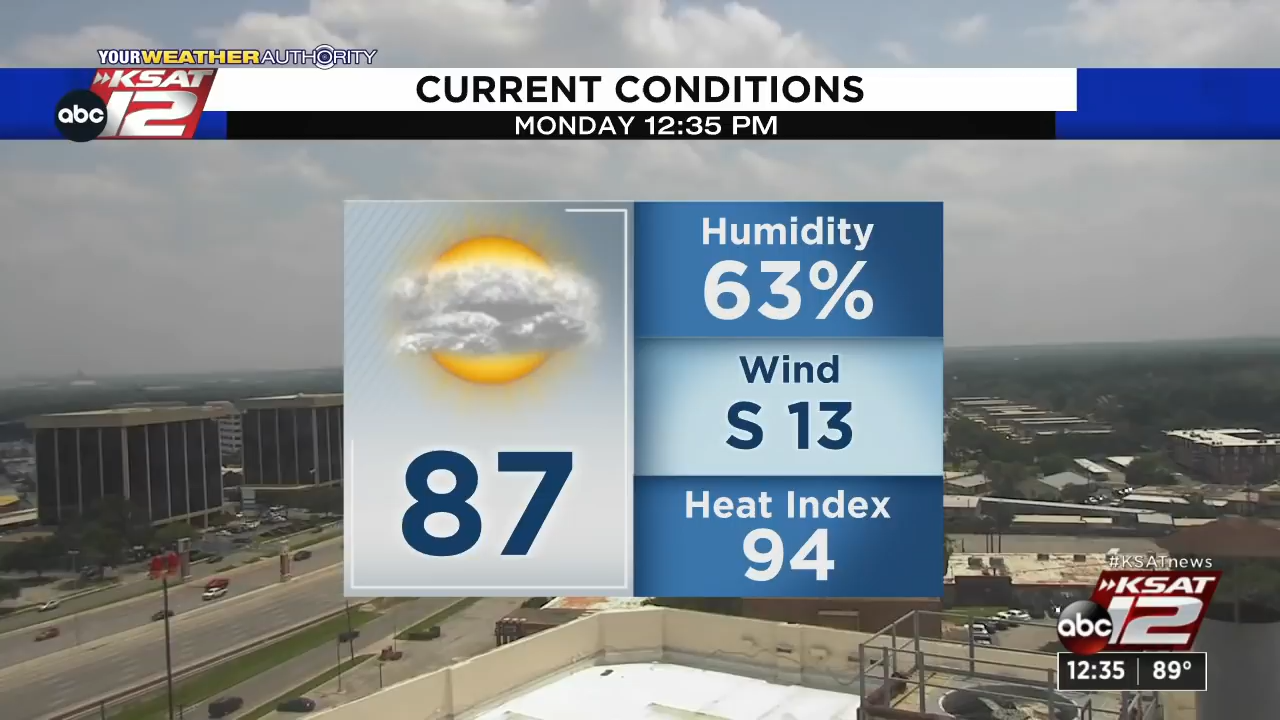 YOURWEATHERAUTHORITY
KSAT
abc 12
CURRENT CONDITIONS
MONDAY 12:35 PM
Humidity
63%
Wind
S 13
87
Heat Index
94
#KSATnews
KSAT
abc 12
12:35 89°